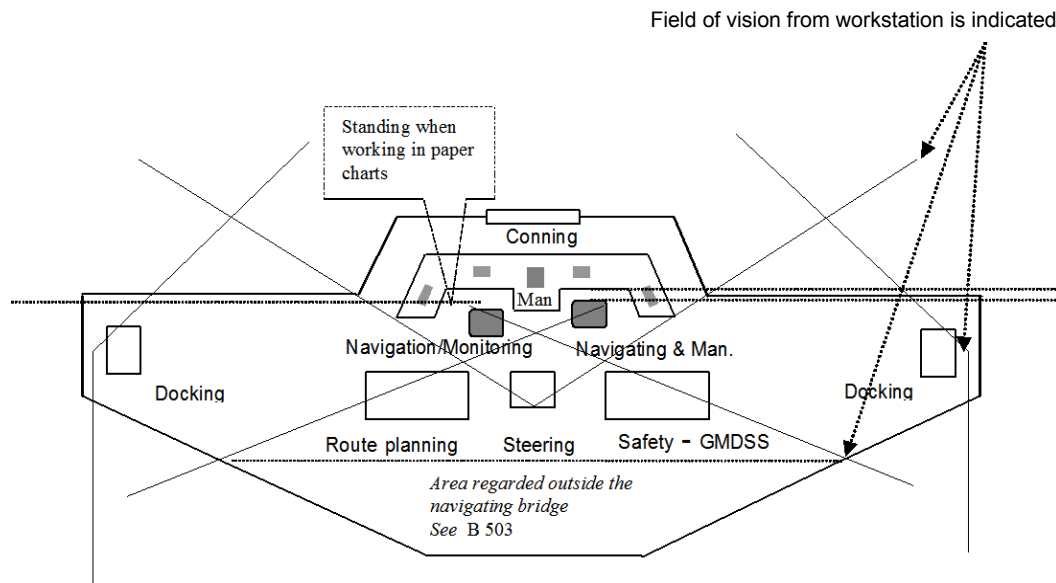 Field of vision from workstation is indicated
Standing when
working in paper
charts
Conning
Man
Navigation/Monitoring
Navigating & Man.
Docking
Docking
Route planning
Steering
Safety - GMDSS
Area regarded outside the
navigating bridge
See B 503